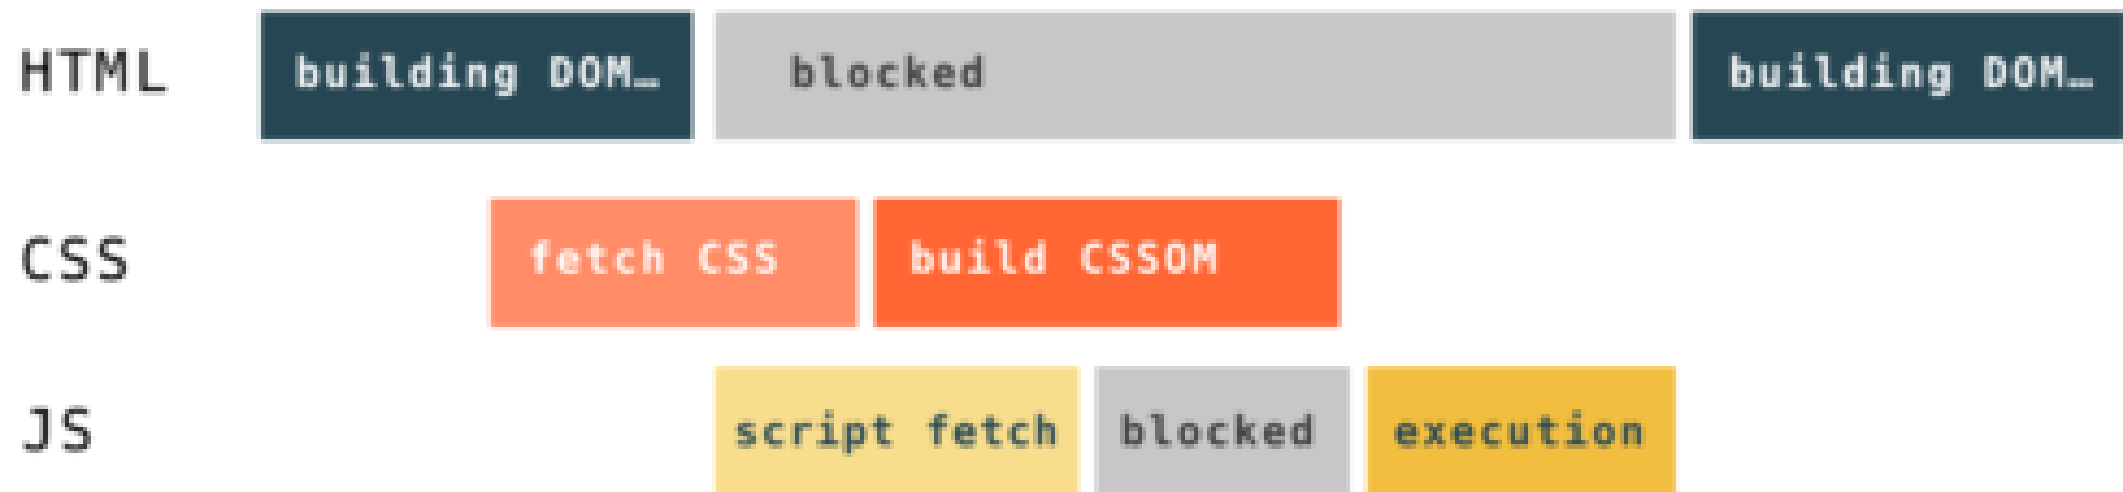 HTML building DOM… blocked building DOM…
CSS fetch CSS build CSSOM
JS script fetch blocked execution